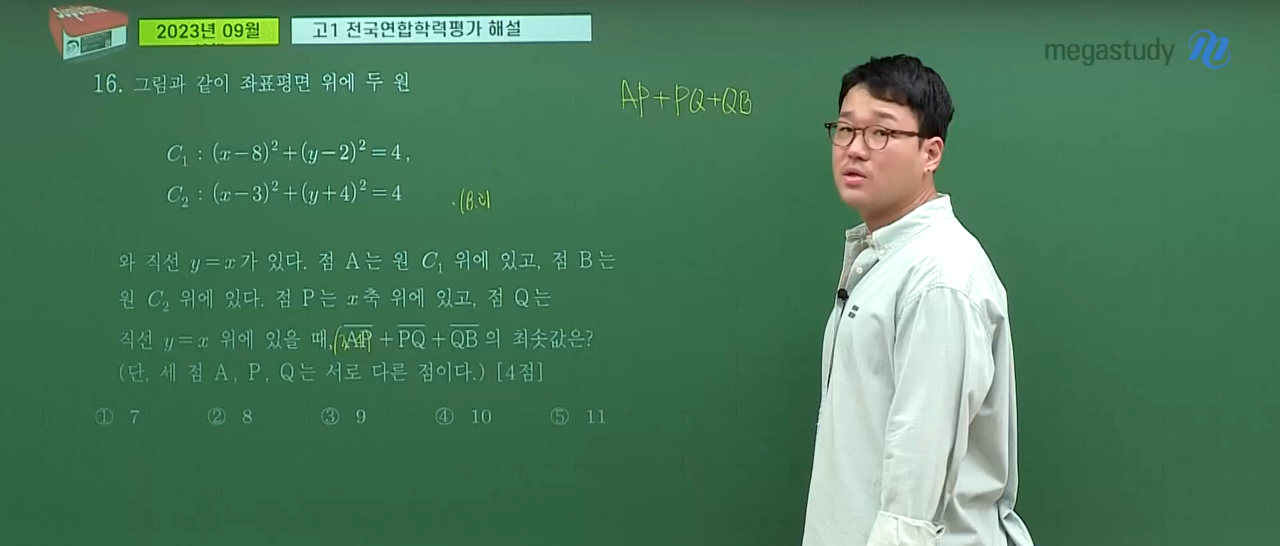 2023년 09월
고1 전국연합학력평가 해설
megastudy
16. 그림과 같이 좌표평면 위에 두 원
AP+PQ+QB
C₁ : (x−8)²+(y−2)²=4,
C₂ : (x−3)²+(y+4)²=4
와 직선 y=x가 있다. 점 A는 원 C₁ 위에 있고, 점 B는
원 C₂ 위에 있다. 점 P는 x축 위에 있고, 점 Q는
직선 y=x 위에 있을 때, AP+PQ+QB의 최솟값은?
(단, 세 점 A, P, Q는 서로 다른 점이다.) [4점]
① 7 ② 8 ③ 9 ④ 10 ⑤ 11